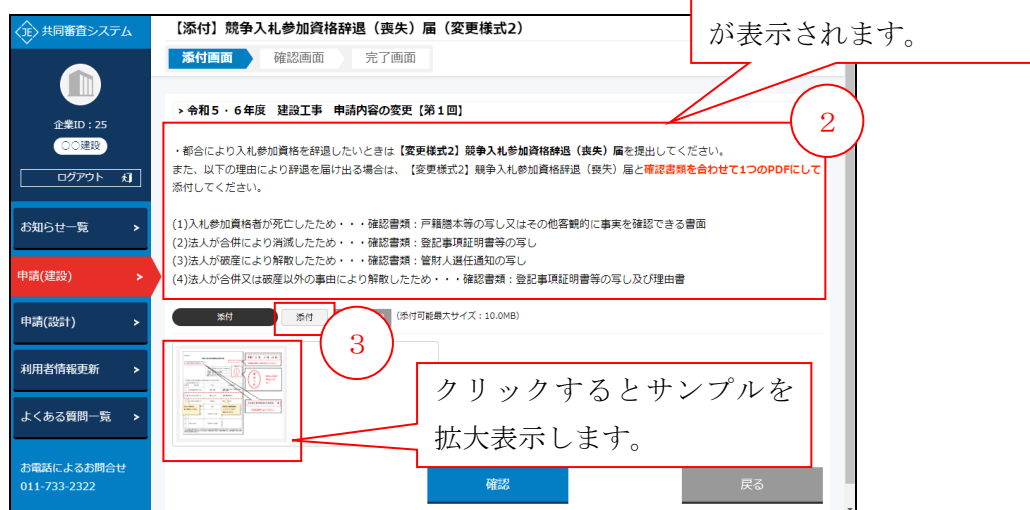 共同審査システム
【添付】競争入札参加資格辞退（喪失）届（変更様式2）
が表示されます。
添付画面
確認画面
完了画面
企業ID：25
〇〇建設
ログアウト
お知らせ一覧
申請(建設)
申請(設計)
利用者情報更新
よくある質問一覧
お電話によるお問合せ
011-733-2322
> 令和５・６年度　建設工事　申請内容の変更【第１回】
２
・都合により入札参加資格を辞退したいときは【変更様式2】競争入札参加資格辞退（喪失）届を提出してください。
また、以下の理由により辞退を届け出る場合は、【変更様式2】競争入札参加資格辞退（喪失）届と確認書類を合わせて1つのPDFにして
添付してください。
(1)入札参加資格者が死亡したため・・・確認書類：戸籍謄本等の写し又はその他客観的に事実を確認できる書面
(2)法人が合併により消滅したため・・・確認書類：登記事項証明書等の写し
(3)法人が破産により解散したため・・・確認書類：管財人選任通知の写し
(4)法人が合併又は破産以外の事由により解散したため・・・確認書類：登記事項証明書等の写し及び理由書
添付
添付
(添付可能最大サイズ：10.0MB)
３
クリックするとサンプルを
拡大表示します。
確認
戻る